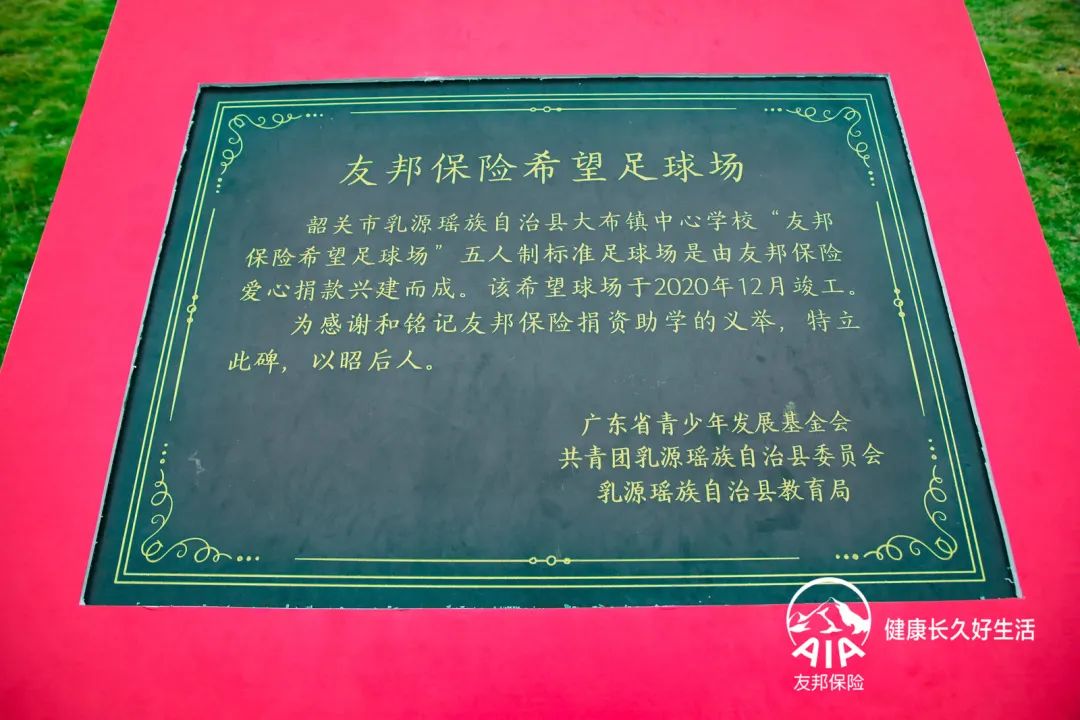 友邦保险希望足球场
韶关市乳源瑶族自治县大布镇中心学校“友邦
保险希望足球场”五人制标准足球场是由友邦保险
爱心捐款兴建而成。该希望球场于2020年12月竣工。
为感谢和铭记友邦保险捐资助学的义举，特立
此碑，以昭后人。
广东省青少年发展基金会
共青团乳源瑶族自治县委员会
乳源瑶族自治县教育局
AIA
友邦保险
健康长久好生活